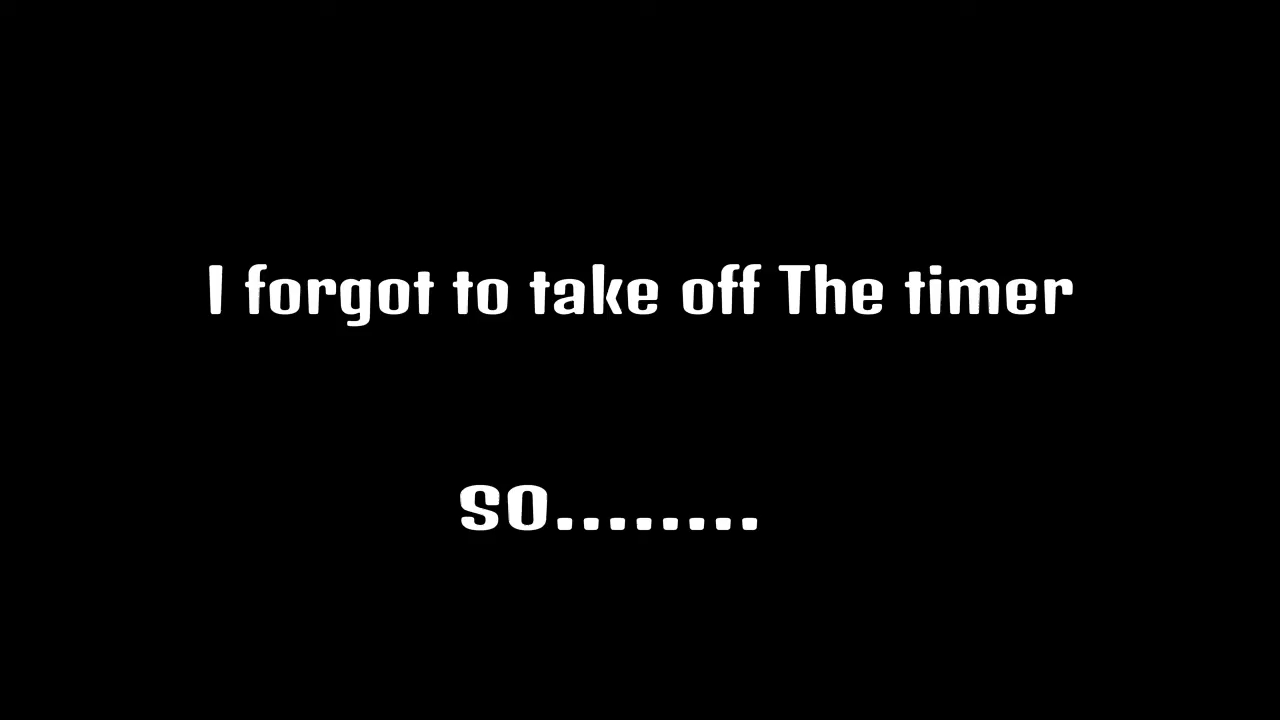 I forgot to take off The timer
so........